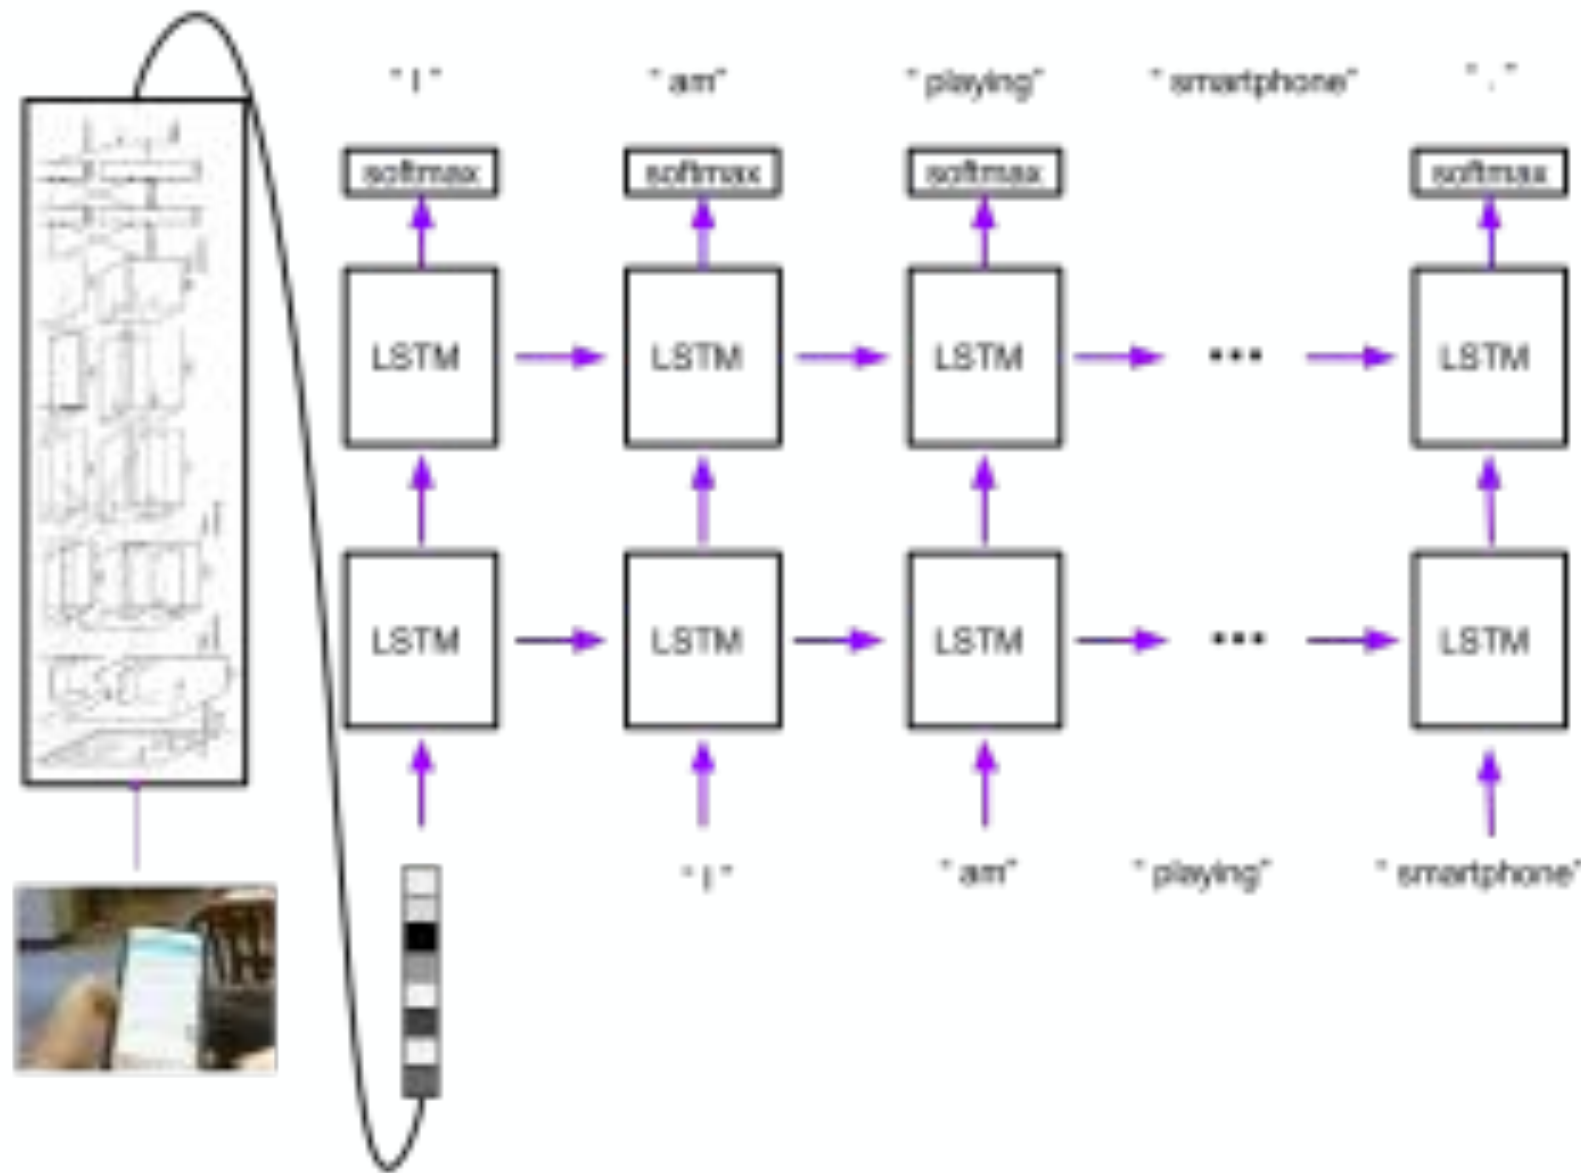 " I " " am" " playing" " smartphone" " . "
softmax softmax softmax softmax
LSTM LSTM LSTM ... LSTM
LSTM LSTM LSTM ... LSTM
" I " " am" " playing" " smartphone"